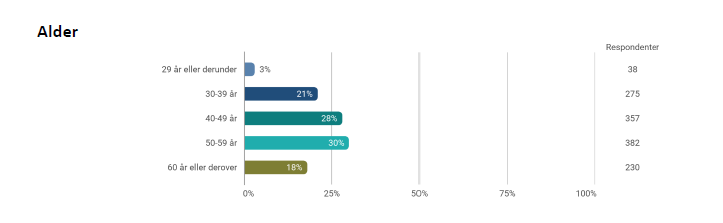 Alder
Respondenter
29 år eller derunder 3% 38
30-39 år 21% 275
40-49 år 28% 357
50-59 år 30% 382
60 år eller derover 18% 230
0% 25% 50% 75% 100%